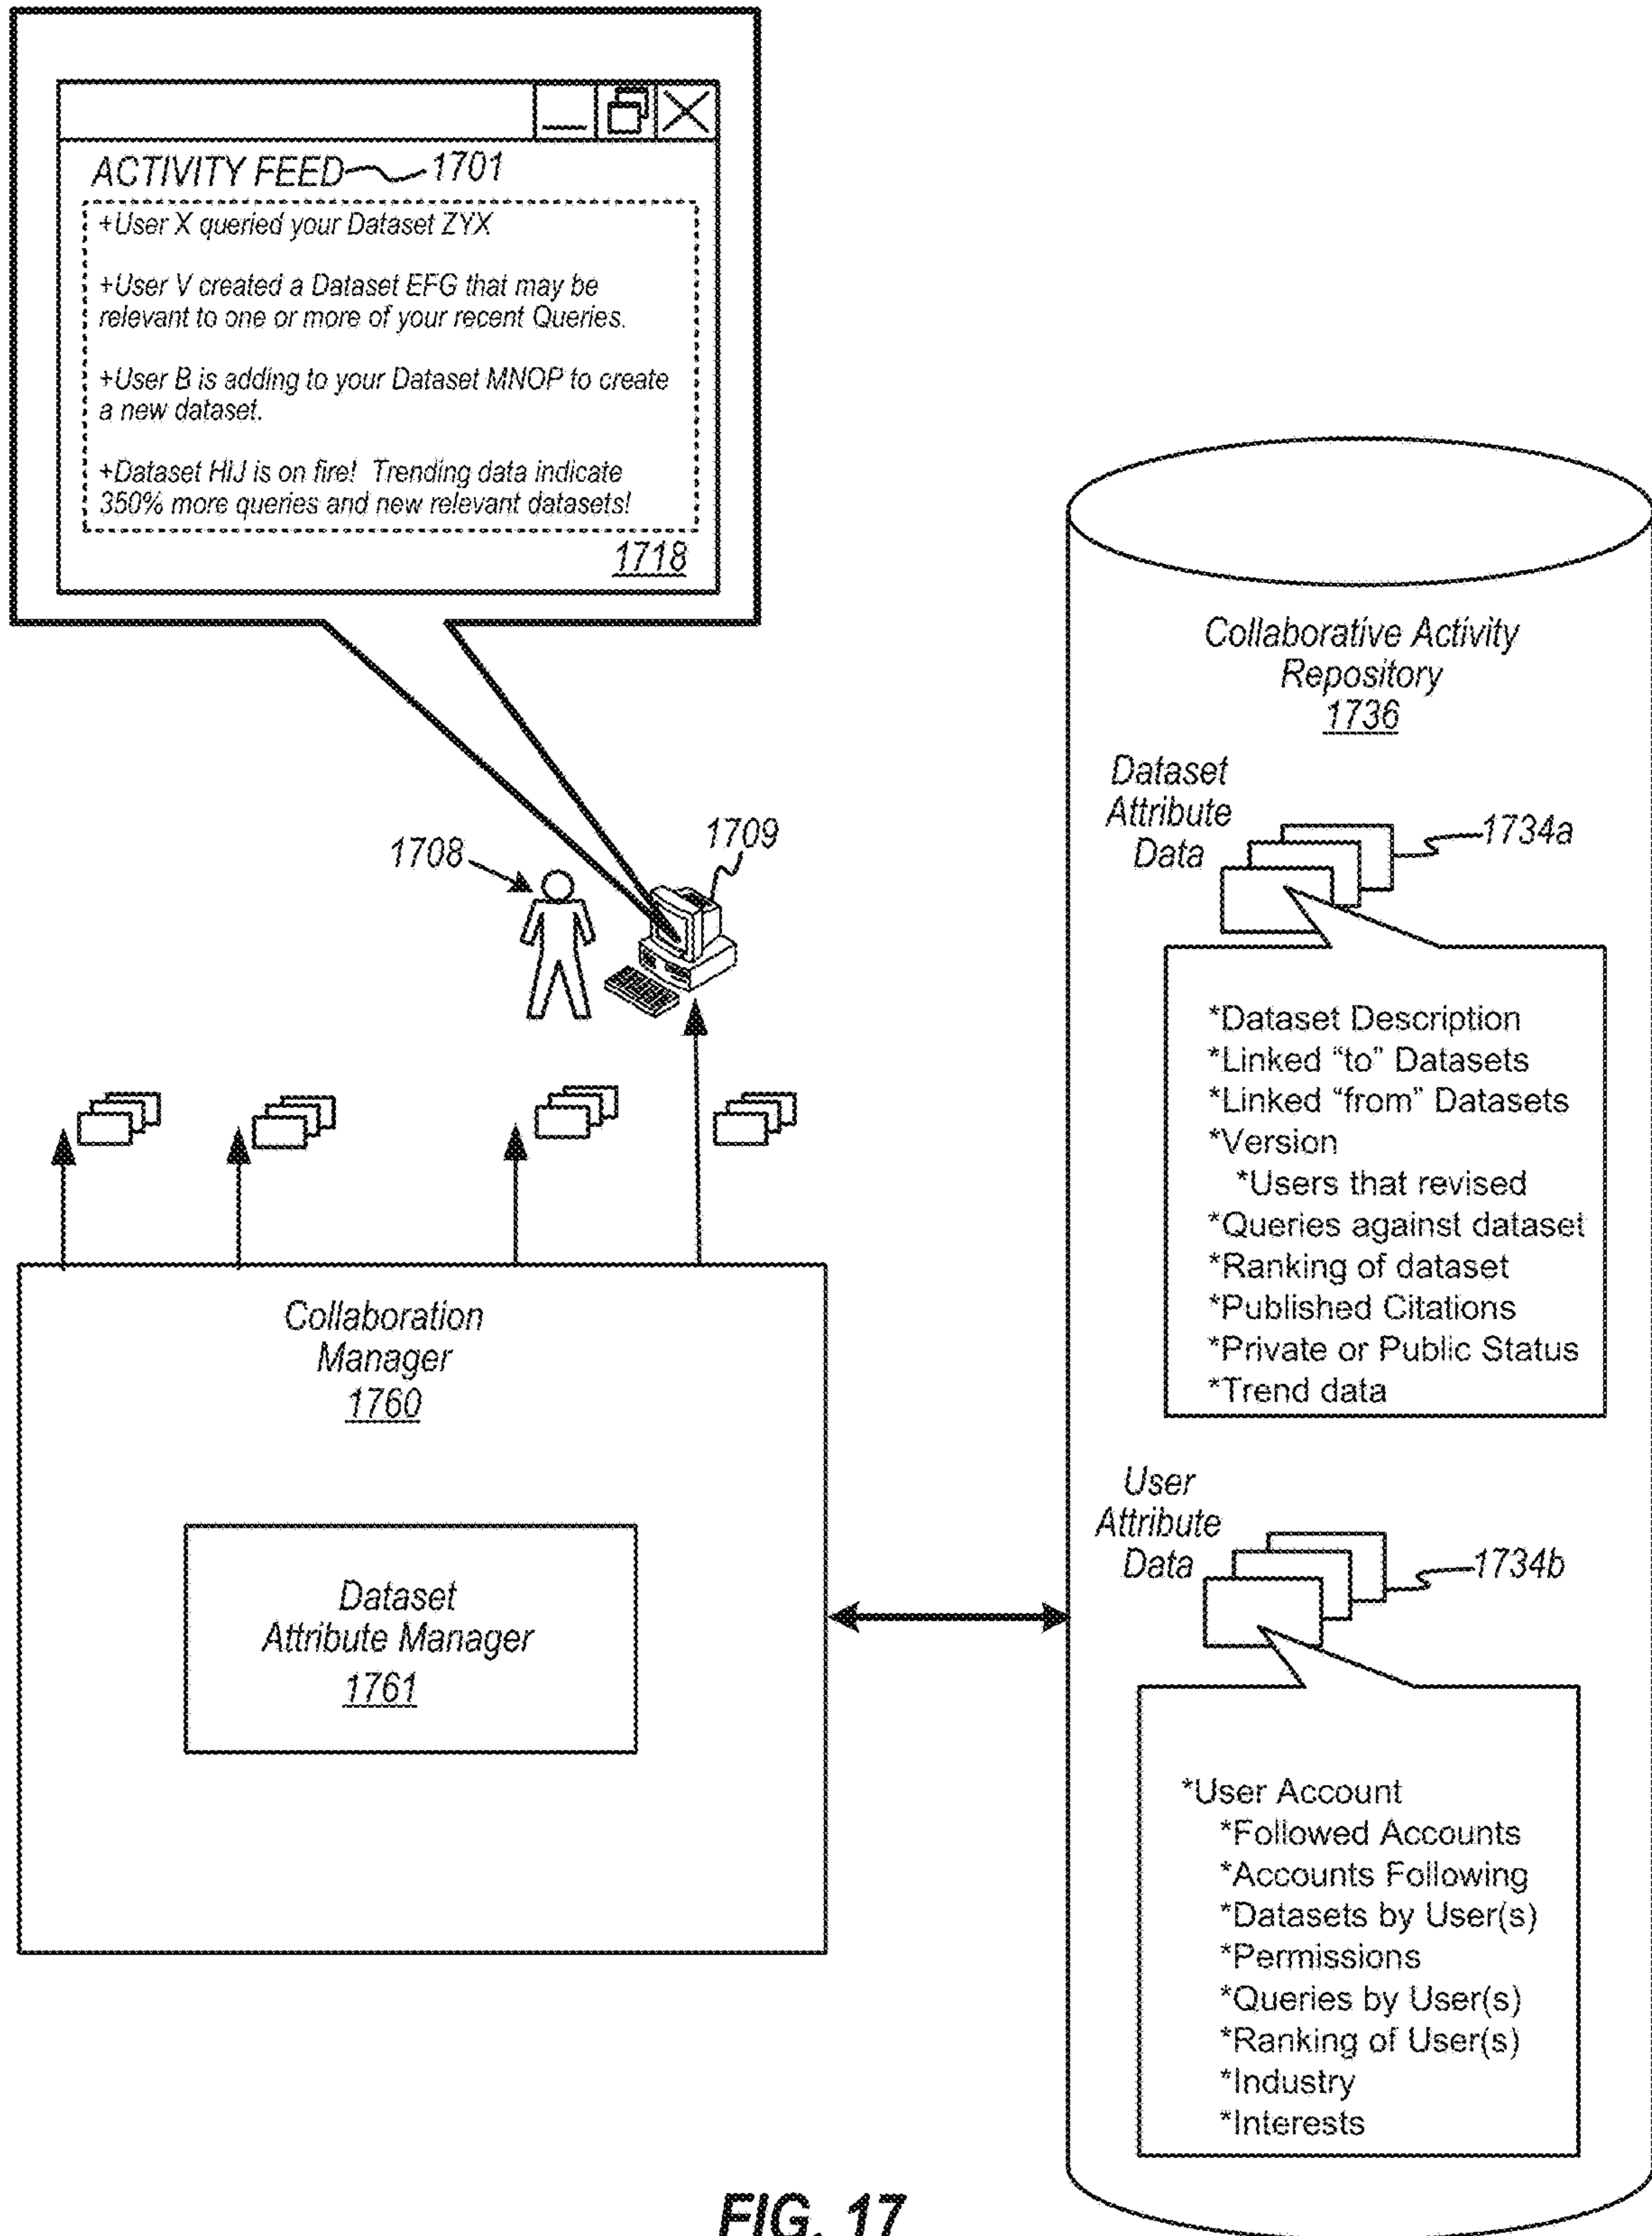 ACTIVITY FEED 1701
+User X queried your Dataset ZYX
+User V created a Dataset EFG that may be
relevant to one or more of your recent Queries.
+User B is adding to your Dataset MNOP to create
a new dataset.
+Dataset HIJ is on fire! Trending data indicate
350% more queries and new relevant datasets!
1718
1708
1709
Collaboration
Manager
1760
Dataset
Attribute Manager
1761
Collaborative Activity
Repository
1736
Dataset
Attribute
Data
1734a
*Dataset Description
*Linked “to” Datasets
*Linked “from” Datasets
*Version
*Users that revised
*Queries against dataset
*Ranking of dataset
*Published Citations
*Private or Public Status
*Trend data
User
Attribute
Data
1734b
*User Account
*Followed Accounts
*Accounts Following
*Datasets by User(s)
*Permissions
*Queries by User(s)
*Ranking of User(s)
*Industry
*Interests
FIG. 17